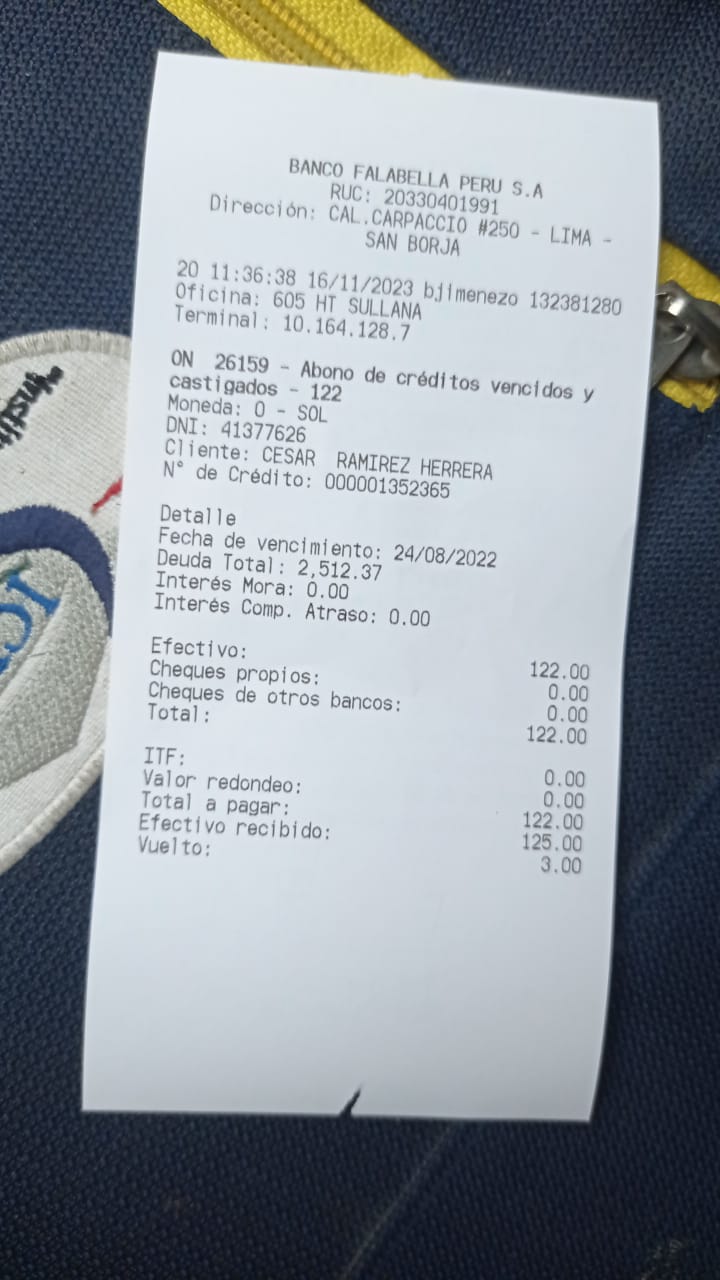 BANCO FALABELLA PERU S.A
RUC: 20330401991
Dirección: CAL.CARPACCIO #250 - LIMA -
SAN BORJA
20 11:36:38 16/11/2023 bjimenezo 132381280
Oficina: 605 HT SULLANA
Terminal: 10.164.128.7
ON 26159 - Abono de créditos vencidos y
castigados - 122
Moneda: 0 - SOL
DNI: 41377626
Cliente: CESAR RAMIREZ HERRERA
N° de Crédito: 000001352365
Detalle
Fecha de vencimiento: 24/08/2022
Deuda Total: 2,512.37
Interés Mora: 0.00
Interés Comp. Atraso: 0.00
Efectivo: 122.00
Cheques propios: 0.00
Cheques de otros bancos: 0.00
Total: 122.00
ITF: 0.00
Valor redondeo: 0.00
Total a pagar: 122.00
Efectivo recibido: 125.00
Vuelto: 3.00